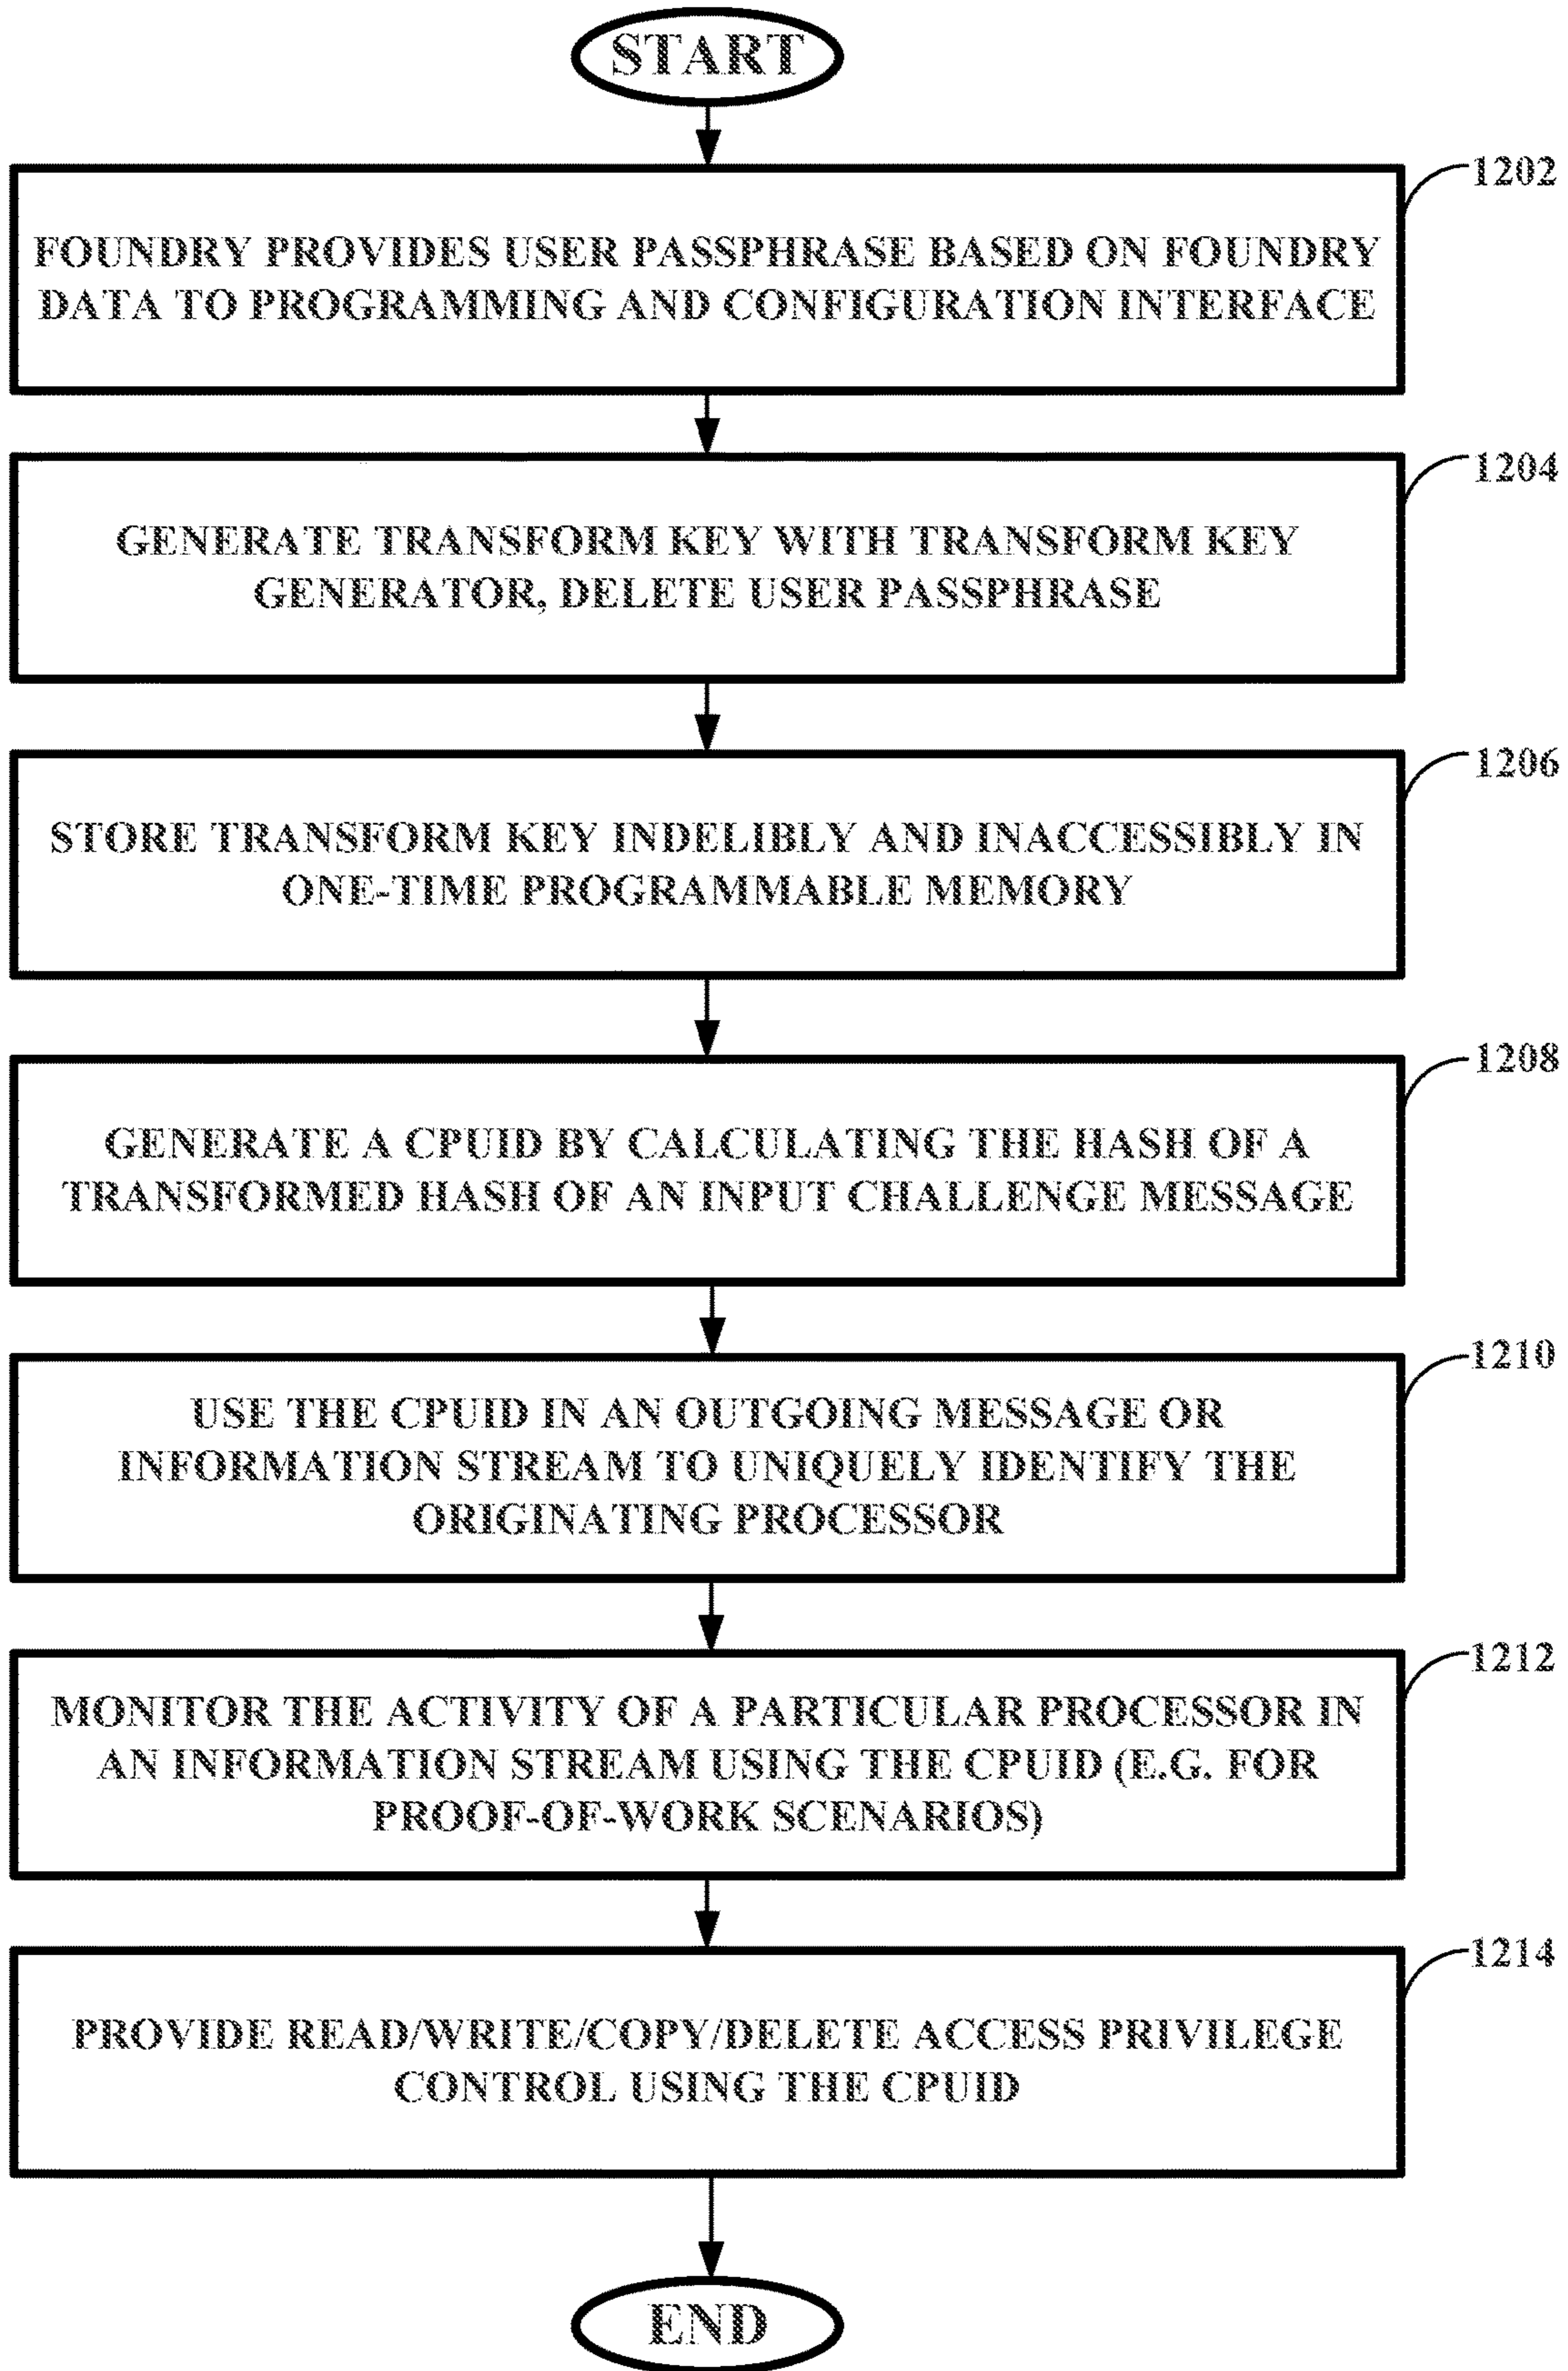 START
1202
FOUNDRY PROVIDES USER PASSPHRASE BASED ON FOUNDRY
DATA TO PROGRAMMING AND CONFIGURATION INTERFACE
1204
GENERATE TRANSFORM KEY WITH TRANSFORM KEY
GENERATOR, DELETE USER PASSPHRASE
1206
STORE TRANSFORM KEY INDELIBLY AND INACCESSIBLY IN
ONE-TIME PROGRAMMABLE MEMORY
1208
GENERATE A CPUID BY CALCULATING THE HASH OF A
TRANSFORMED HASH OF AN INPUT CHALLENGE MESSAGE
1210
USE THE CPUID IN AN OUTGOING MESSAGE OR
INFORMATION STREAM TO UNIQUELY IDENTIFY THE
ORIGINATING PROCESSOR
1212
MONITOR THE ACTIVITY OF A PARTICULAR PROCESSOR IN
AN INFORMATION STREAM USING THE CPUID (E.G. FOR
PROOF-OF-WORK SCENARIOS)
1214
PROVIDE READ/WRITE/COPY/DELETE ACCESS PRIVILEGE
CONTROL USING THE CPUID
END